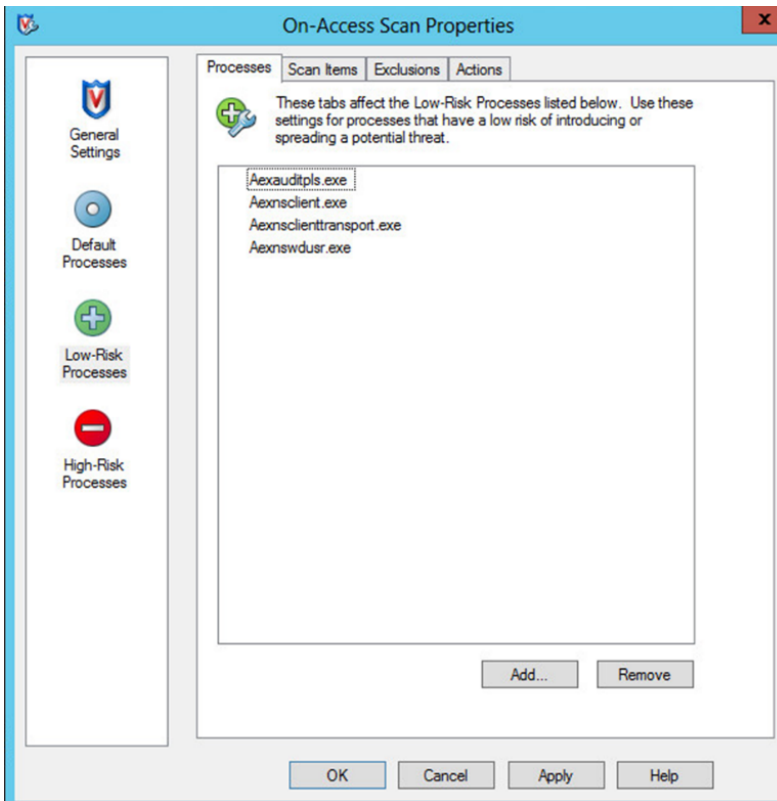 On-Access Scan Properties
x
General
Settings
Default
Processes
Low-Risk
Processes
High-Risk
Processes
Processes
Scan Items
Exclusions
Actions
These tabs affect the Low-Risk Processes listed below. Use these
settings for processes that have a low risk of introducing or
spreading a potential threat.
Aexauditpls.exe
Aexnsclient.exe
Aexnsclienttransport.exe
Aexnswdusr.exe
Add...
Remove
OK
Cancel
Apply
Help